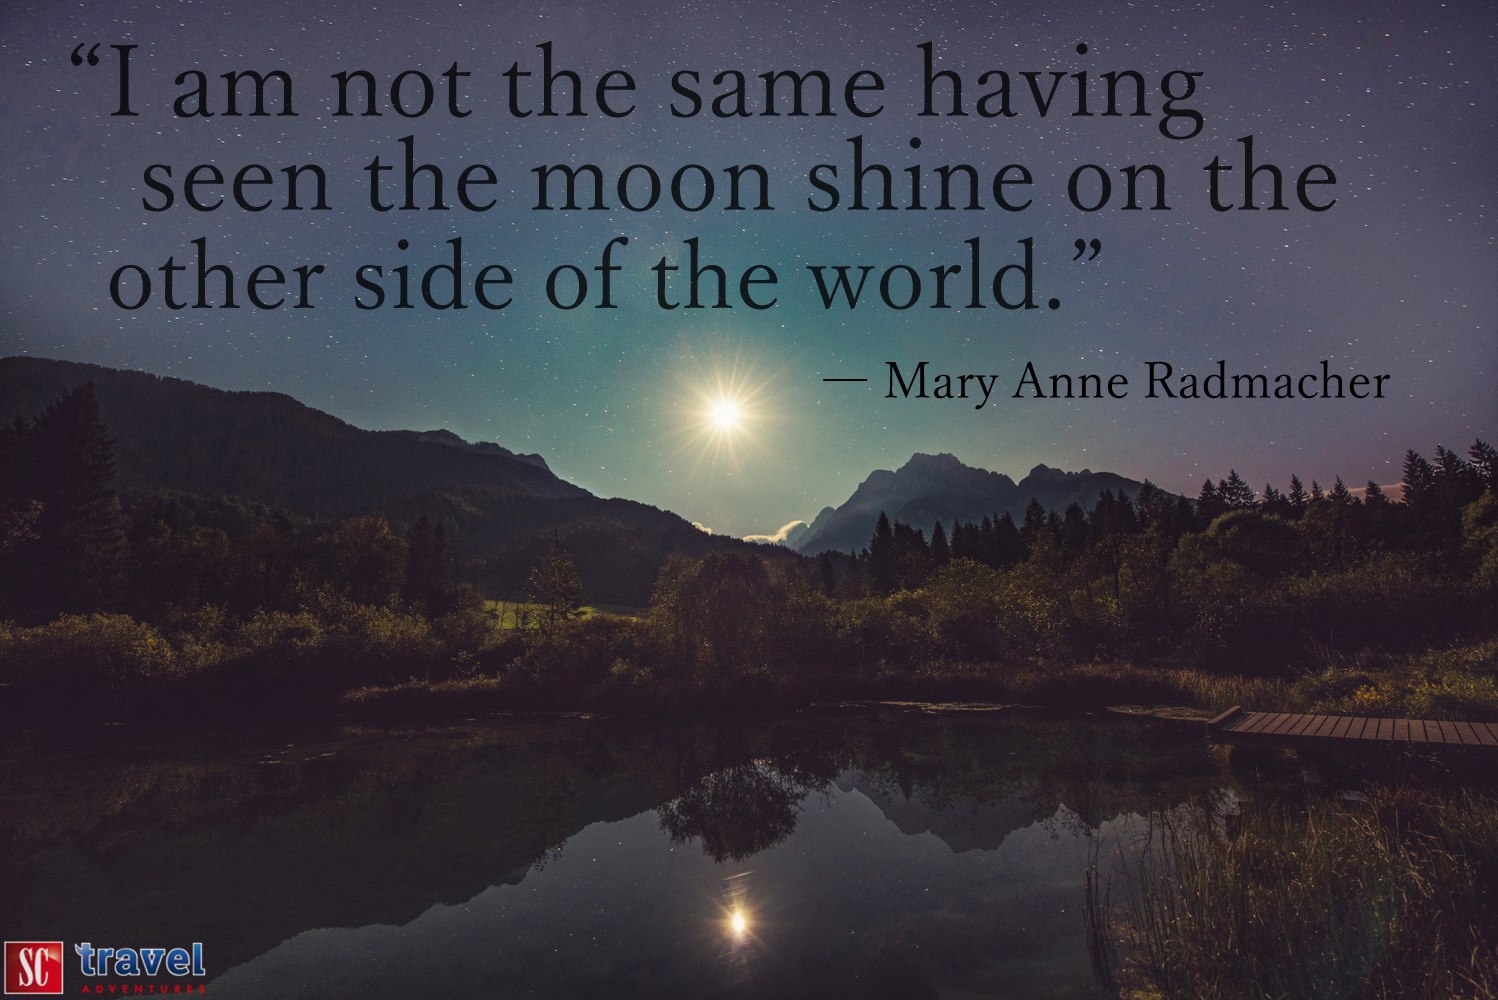 “I am not the same having
seen the moon shine on the
other side of the world.”
— Mary Anne Radmacher
SC travel
ADVENTURES